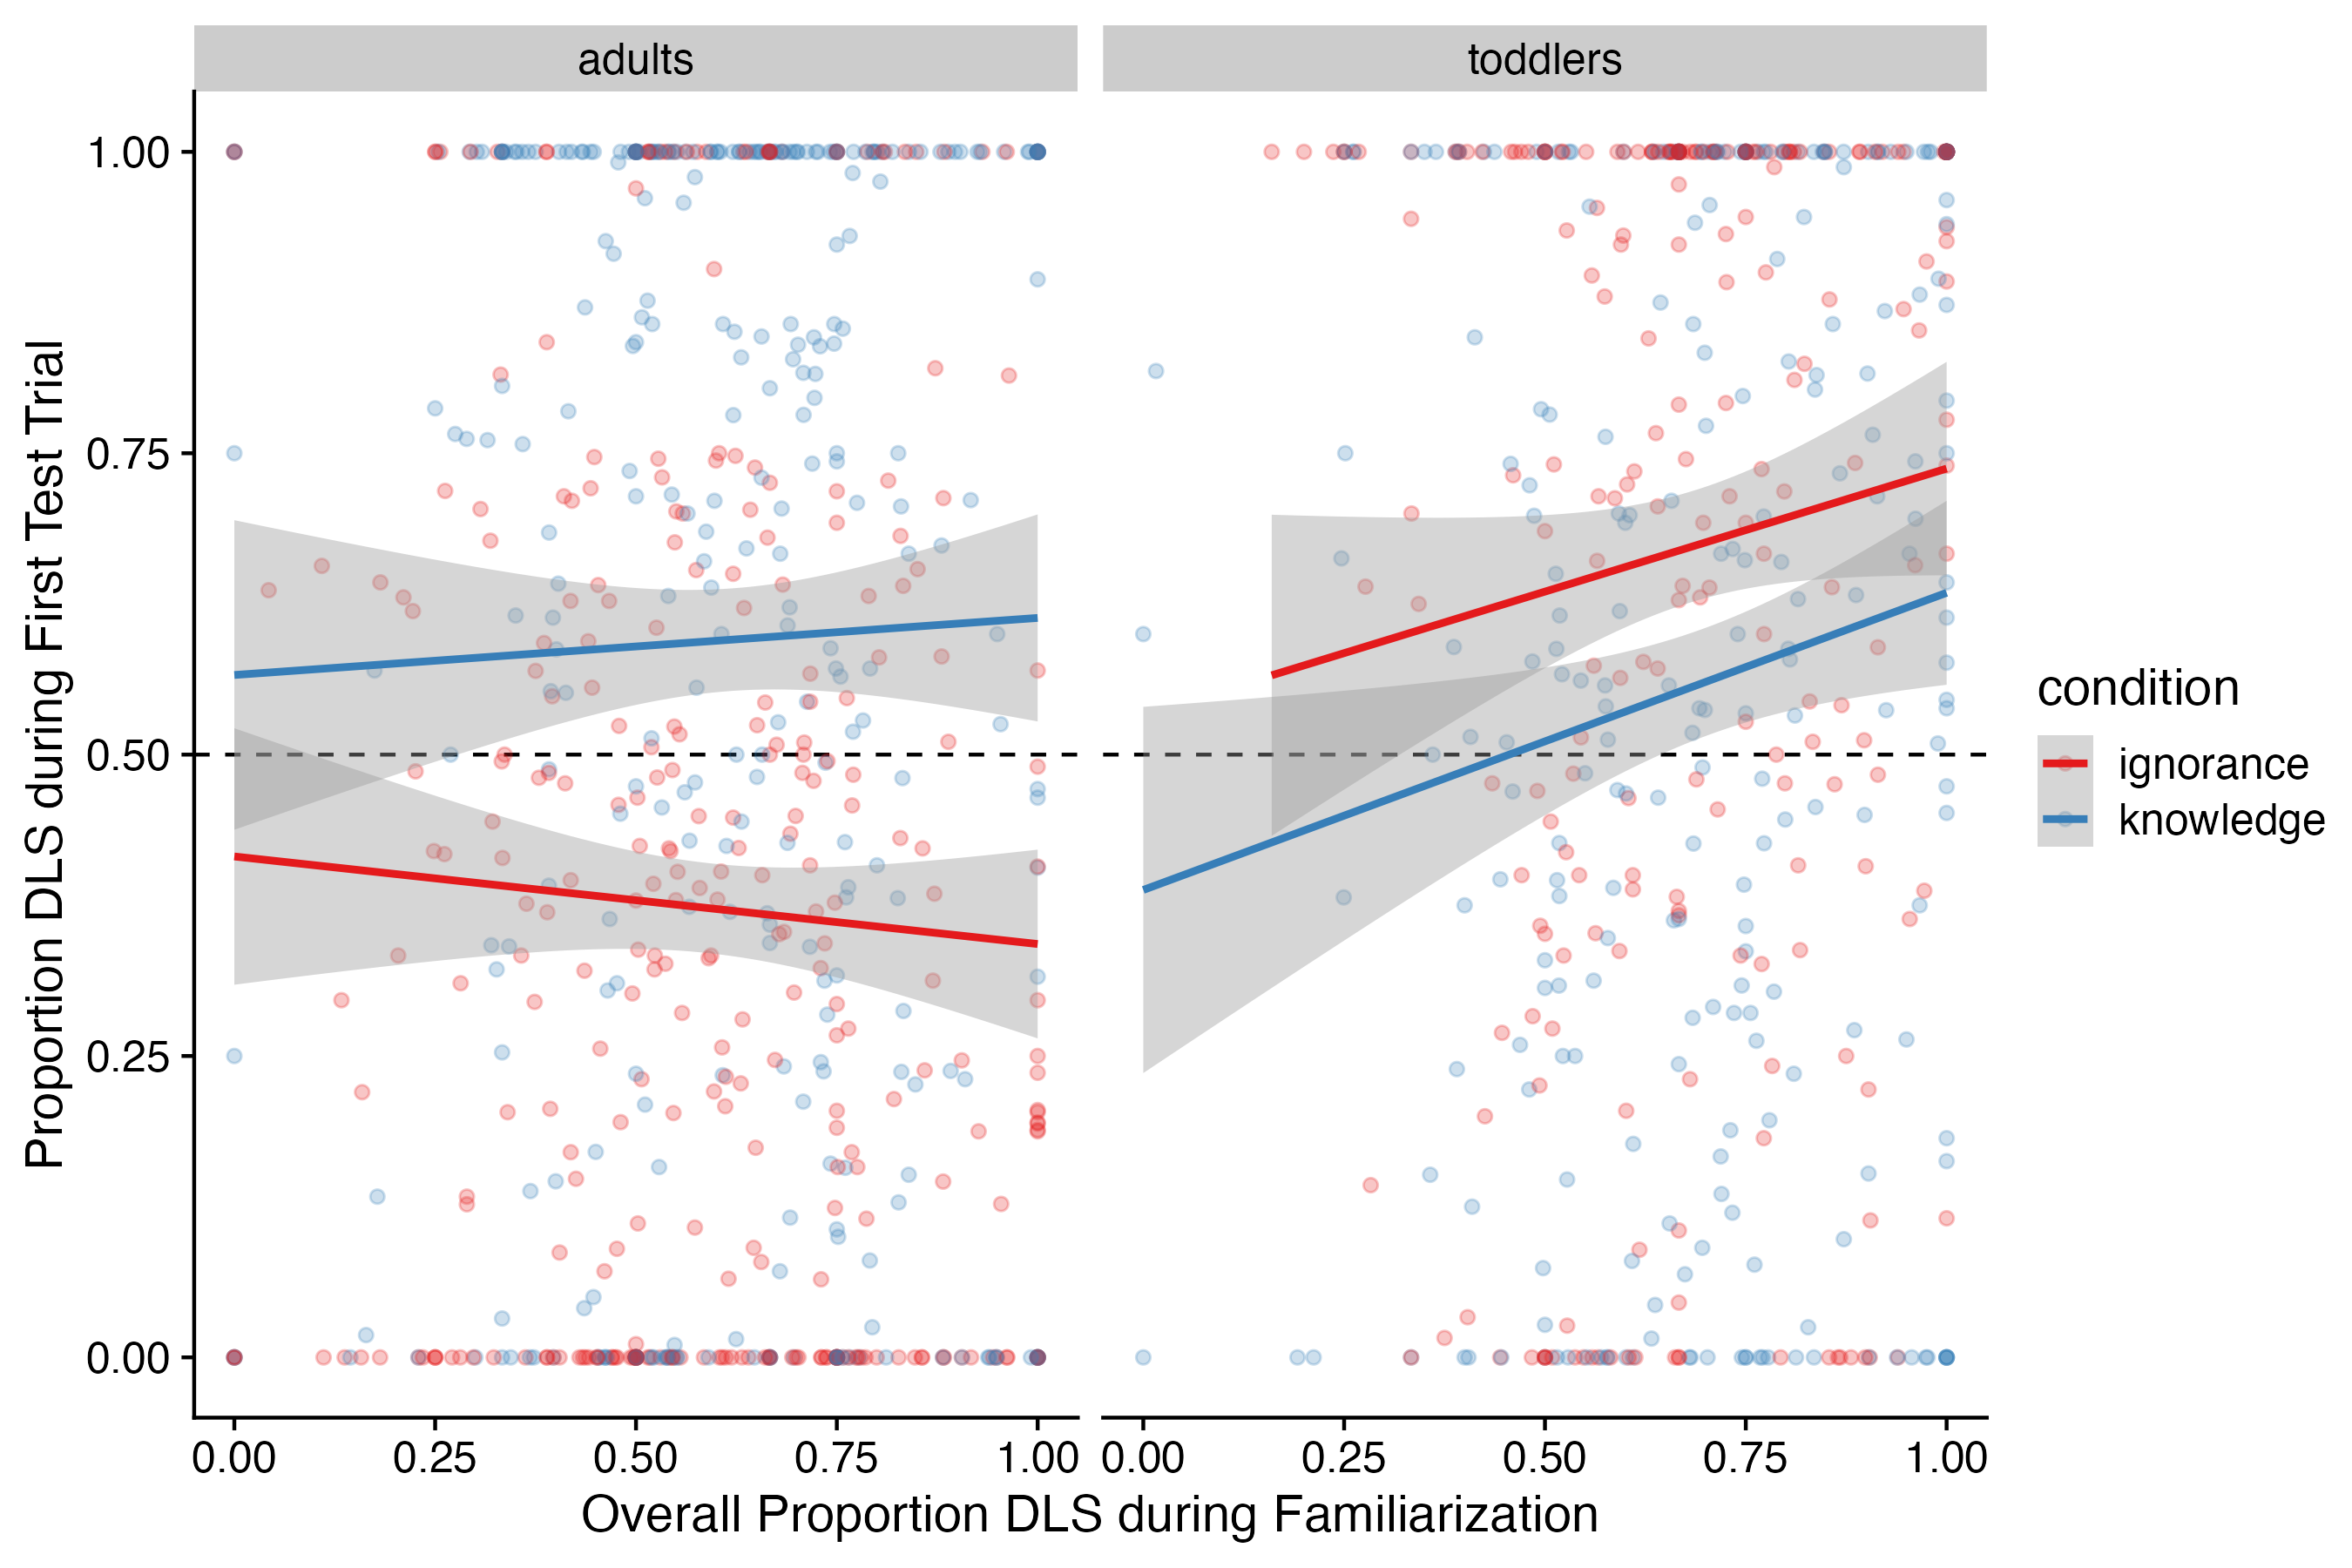 adults
toddlers
Proportion DLS during First Test Trial
1.00
0.75
0.50
0.25
0.00
0.00 0.25 0.50 0.75 1.00
0.00 0.25 0.50 0.75 1.00
Overall Proportion DLS during Familiarization
condition
ignorance
knowledge